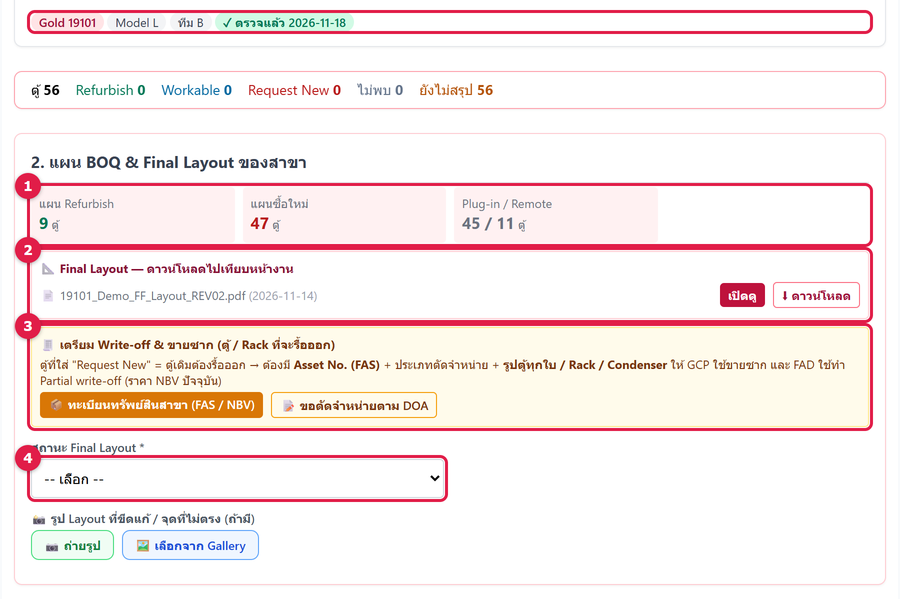 Gold 19101 Model L ทีม B ✓ ตรวจแล้ว 2026-11-18
ตู้ 56 Refurbish 0 Workable 0 Request New 0 ไม่พบ 0 ยังไม่สรุป 56
2. แผน BOQ & Final Layout ของสาขา
1
แผน Refurbish แผนซื้อใหม่ Plug-in / Remote
9 ตู้ 47 ตู้ 45 / 11 ตู้
2
📐 Final Layout — ดาวน์โหลดไปเทียบหน้างาน
📄 19101_Demo_FF_Layout_REV02.pdf (2026-11-14) เปิดดู ⬇ ดาวน์โหลด
3
🧾 เตรียม Write-off & ขายซาก (ตู้ / Rack ที่จะรื้อออก)
ตู้ที่ใส่ "Request New" = ตู้เดิมต้องรื้อออก → ต้องมี Asset No. (FAS) + ประเภทตัดจำหน่าย + รูปตู้ทุกใบ / Rack / Condenser ให้ GCP ใช้ขายซาก และ FAD ใช้ทำ
Partial write-off (ราคา NBV ปัจจุบัน)
📦 ทะเบียนทรัพย์สินสาขา (FAS / NBV) 📝 ขอตัดจำหน่ายตาม DOA
สถานะ Final Layout *
4
-- เลือก --
📷 รูป Layout ที่ขีดแก้ / จุดที่ไม่ตรง (ถ้ามี)
📷 ถ่ายรูป 🖼️ เลือกจาก Gallery